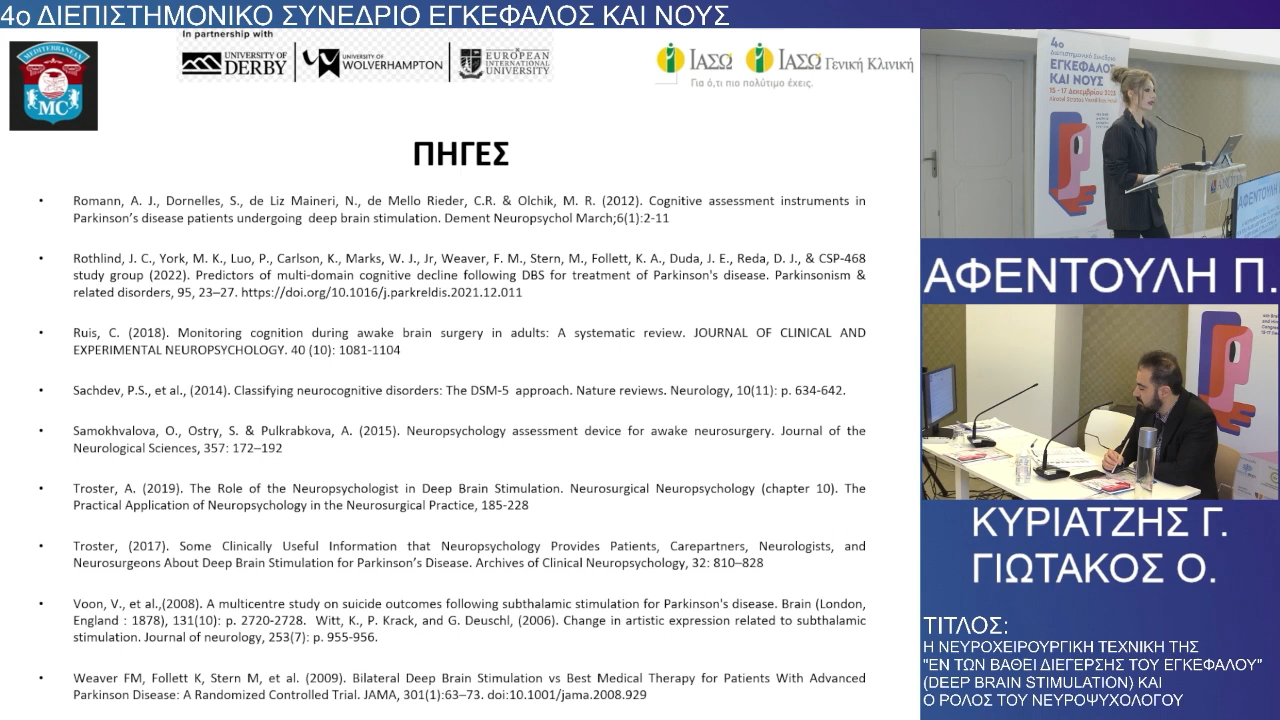 4ο ΔΙΕΠΙΣΤΗΜΟΝΙΚΟ ΣΥΝΕΔΡΙΟ ΕΓΚΕΦΑΛΟΣ ΚΑΙ ΝΟΥΣ
MEDITERRANEAN
MC
In partnership with
UNIVERSITY OF
DERBY
UNIVERSITY OF
WOLVERHAMPTON
EUROPEAN
INTERNATIONAL
UNIVERSITY
ΙΑΣΩ
ΙΑΣΩ Γενική Κλινική
Για ό,τι πιο πολύτιμο έχεις.
ΠΗΓΕΣ
• Romann, A. J., Dornelles, S., de Liz Maineri, N., de Mello Rieder, C.R. & Olchik, M. R. (2012). Cognitive assessment instruments in
Parkinson's disease patients undergoing deep brain stimulation. Dement Neuropsychol March;6(1):2-11
• Rothlind, J. C., York, M. K., Luo, P., Carlson, K., Marks, W. J., Jr, Weaver, F. M., Stern, M., Follett, K. A., Duda, J. E., Reda, D. J., & CSP-468
study group (2022). Predictors of multi-domain cognitive decline following DBS for treatment of Parkinson's disease. Parkinsonism &
related disorders, 95, 23–27. https://doi.org/10.1016/j.parkreldis.2021.12.011
• Ruis, C. (2018). Monitoring cognition during awake brain surgery in adults: A systematic review. JOURNAL OF CLINICAL AND
EXPERIMENTAL NEUROPSYCHOLOGY. 40 (10): 1081-1104
• Sachdev, P.S., et al., (2014). Classifying neurocognitive disorders: The DSM-5 approach. Nature reviews. Neurology, 10(11): p. 634-642.
• Samokhvalova, O., Ostry, S. & Pulkrabkova, A. (2015). Neuropsychology assessment device for awake neurosurgery. Journal of the
Neurological Sciences, 357: 172–192
• Troster, A. (2019). The Role of the Neuropsychologist in Deep Brain Stimulation. Neurosurgical Neuropsychology (chapter 10). The
Practical Application of Neuropsychology in the Neurosurgical Practice, 185-228
• Troster, (2017). Some Clinically Useful Information that Neuropsychology Provides Patients, Carepartners, Neurologists, and
Neurosurgeons About Deep Brain Stimulation for Parkinson's Disease. Archives of Clinical Neuropsychology, 32: 810–828
• Voon, V., et al.,(2008). A multicentre study on suicide outcomes following subthalamic stimulation for Parkinson's disease. Brain (London,
England : 1878), 131(10): p. 2720-2728. Witt, K., P. Krack, and G. Deuschl, (2006). Change in artistic expression related to subthalamic
stimulation. Journal of neurology, 253(7): p. 955-956.
• Weaver FM, Follett K, Stern M, et al. (2009). Bilateral Deep Brain Stimulation vs Best Medical Therapy for Patients With Advanced
Parkinson Disease: A Randomized Controlled Trial. JAMA, 301(1):63–73. doi:10.1001/jama.2008.929
4ο
Διεπιστημονικό Συνέδριο
ΕΓΚΕΦΑΛΟΣ
ΚΑΙ ΝΟΥΣ
15 - 17 Δεκεμβρίου 2023
ΑΦΕΝΤΟΥΛΗ Π.
ΚΥΡΙΑΤΖΗΣ Γ.
ΓΙΩΤΑΚΟΣ Ο.
ΤΙΤΛΟΣ:
Η ΝΕΥΡΟΧΕΙΡΟΥΡΓΙΚΗ ΤΕΧΝΙΚΗ ΤΗΣ
"ΕΝ ΤΩΝ ΒΑΘΕΙ ΔΙΕΓΕΡΣΗΣ ΤΟΥ ΕΓΚΕΦΑΛΟΥ"
(DEEP BRAIN STIMULATION) ΚΑΙ
Ο ΡΟΛΟΣ ΤΟΥ ΝΕΥΡΟΨΥΧΟΛΟΓΟΥ